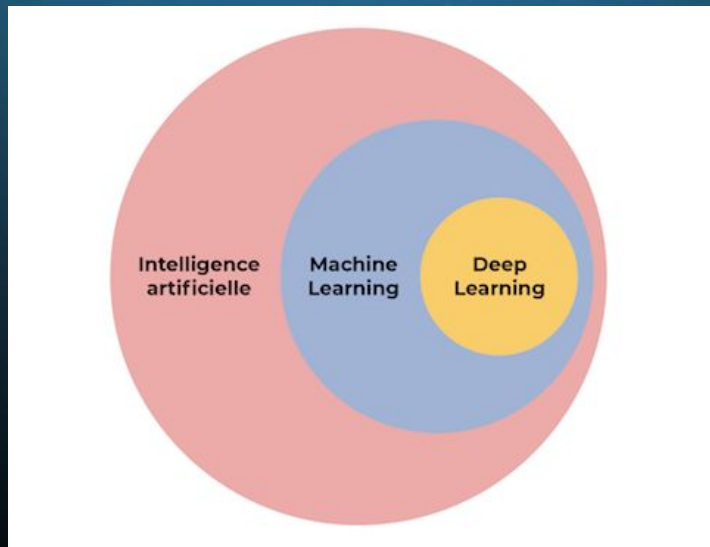 Intelligence
artificielle
Machine
Learning
Deep
Learning